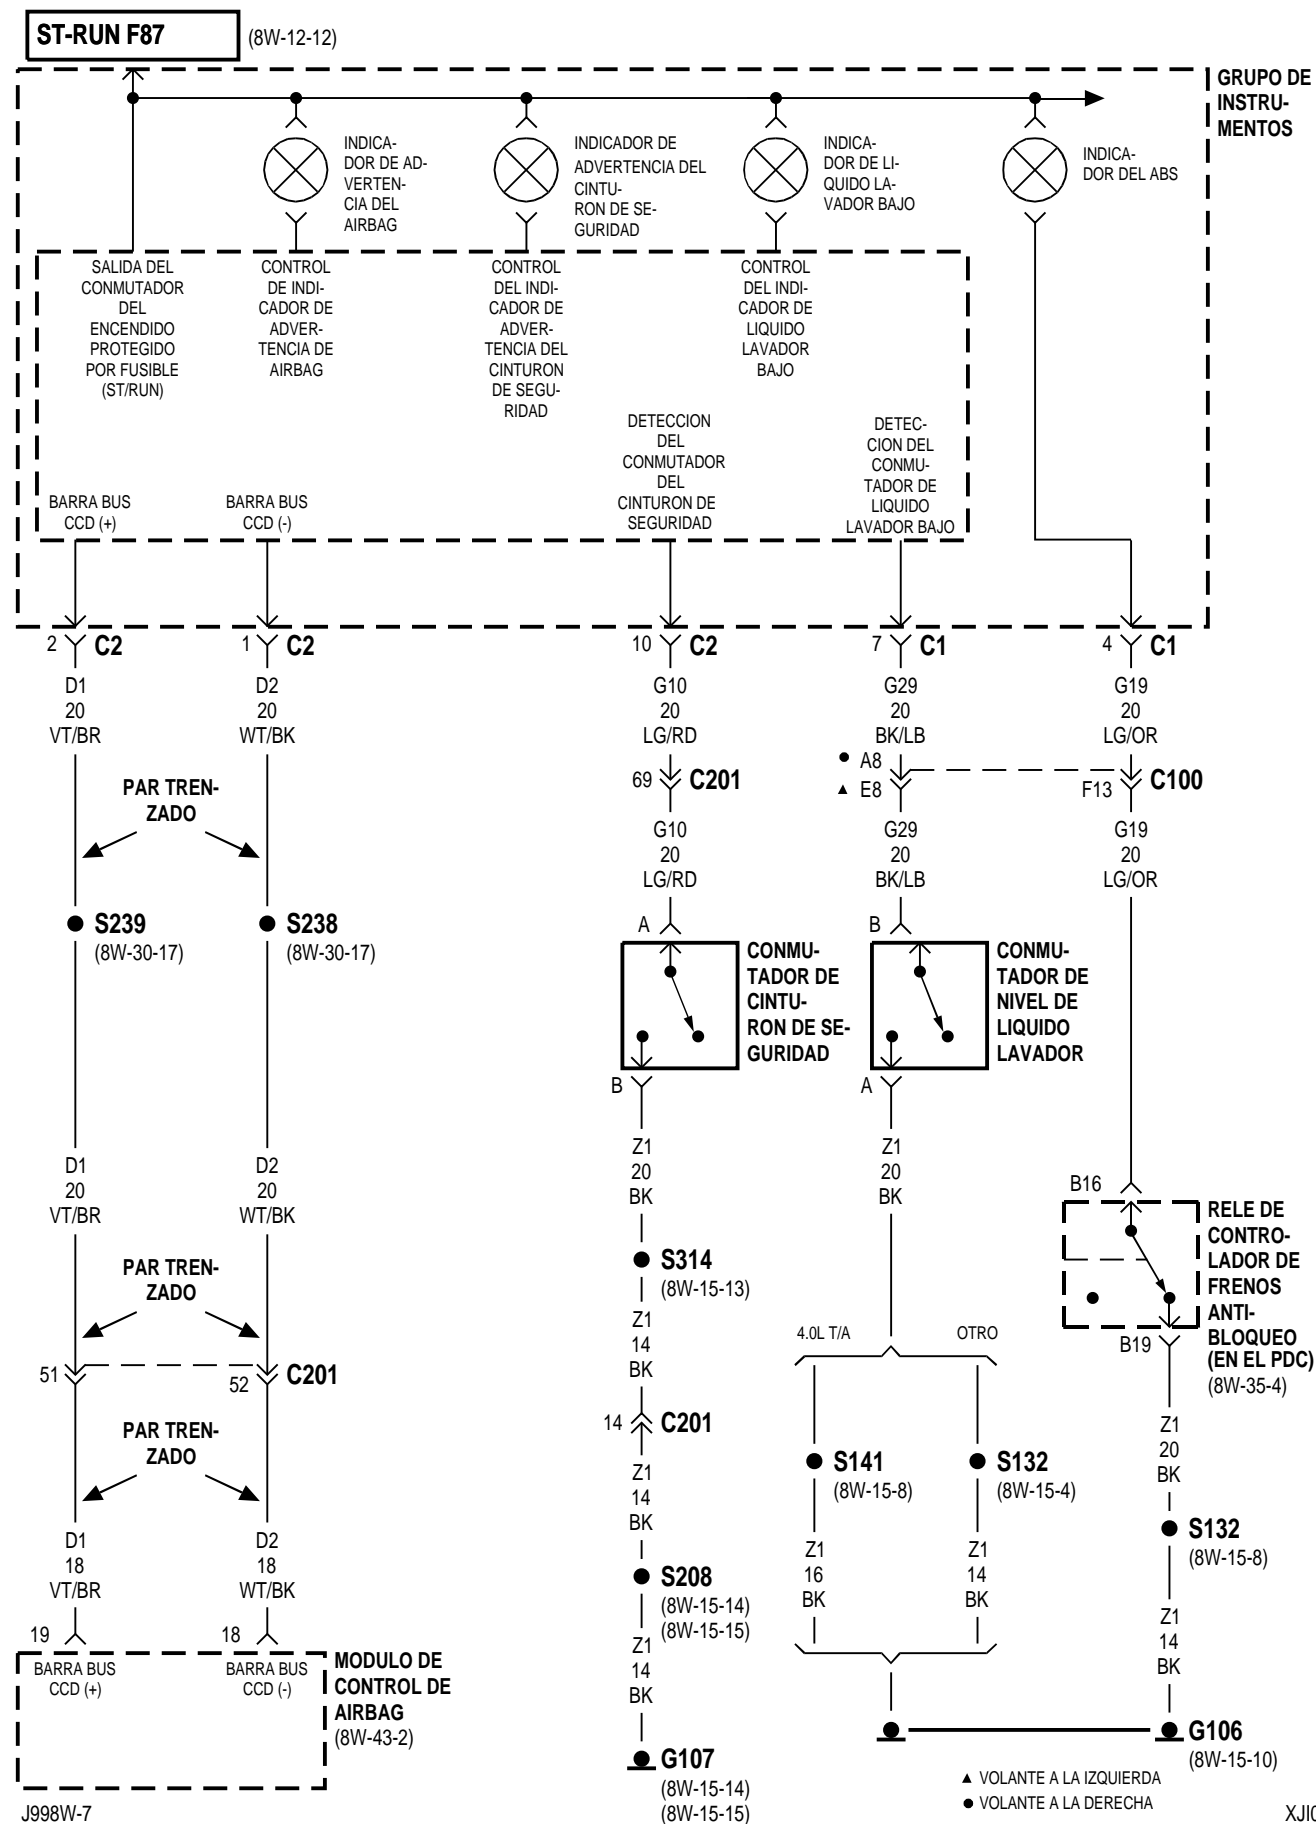 ST-RUN F87
(8W-12-12)
GRUPO DE
INSTRU-
MENTOS
INDICA-
DOR DE AD-
VERTEN-
CIA DEL
AIRBAG
INDICADOR DE
ADVERTENCIA DEL
CINTU-
RON DE SE-
GURIDAD
INDICA-
DOR DE LI-
QUIDO LA-
VADOR BAJO
INDICA-
DOR DEL ABS
SALIDA DEL
CONMUTADOR
DEL
ENCENDIDO
PROTEGIDO
POR FUSIBLE
(ST/RUN)
CONTROL
DE INDI-
CADOR DE
ADVER-
TENCIA DE
AIRBAG
CONTROL
DEL INDI-
CADOR DE
ADVER-
TENCIA DEL
CINTURON
DE SEGU-
RIDAD
CONTROL
DEL INDI-
CADOR DE
LIQUIDO
LAVADOR
BAJO
BARRA BUS
CCD (+)
BARRA BUS
CCD (-)
DETECCION
DEL
CONMUTADOR
DEL
CINTURON DE
SEGURIDAD
DETEC-
CION DEL
CONMU-
TADOR DE
LIQUIDO
LAVADOR BAJO
2 C2
1 C2
10 C2
7 C1
4 C1
D1
20
VT/BR
D2
20
WT/BK
G10
20
LG/RD
G29
20
BK/LB
G19
20
LG/OR
PAR TREN-
ZADO
69 C201
● A8
▲ E8
F13 C100
G10
20
LG/RD
G29
20
BK/LB
G19
20
LG/OR
S239
(8W-30-17)
S238
(8W-30-17)
A
CONMU-
TADOR DE
CINTU-
RON DE SE-
GURIDAD
B
B
CONMU-
TADOR DE
NIVEL DE
LIQUIDO
LAVADOR
A
D1
20
VT/BR
D2
20
WT/BK
Z1
20
BK
Z1
20
BK
B16
RELE DE
CONTRO-
LADOR DE
FRENOS
ANTI-
BLOQUEO
(EN EL PDC)
(8W-35-4)
B19
S314
(8W-15-13)
PAR TREN-
ZADO
Z1
14
BK
4.0L T/A
OTRO
51
52 C201
14 C201
PAR TREN-
ZADO
S141
(8W-15-8)
S132
(8W-15-4)
Z1
20
BK
Z1
14
BK
S132
(8W-15-8)
D1
18
VT/BR
D2
18
WT/BK
S208
(8W-15-14)
(8W-15-15)
Z1
16
BK
Z1
14
BK
Z1
14
BK
19
18
BARRA BUS
CCD (+)
BARRA BUS
CCD (-)
MODULO DE
CONTROL DE
AIRBAG
(8W-43-2)
Z1
14
BK
G107
(8W-15-14)
(8W-15-15)
G106
(8W-15-10)
▲ VOLANTE A LA IZQUIERDA
● VOLANTE A LA DERECHA
J998W-7